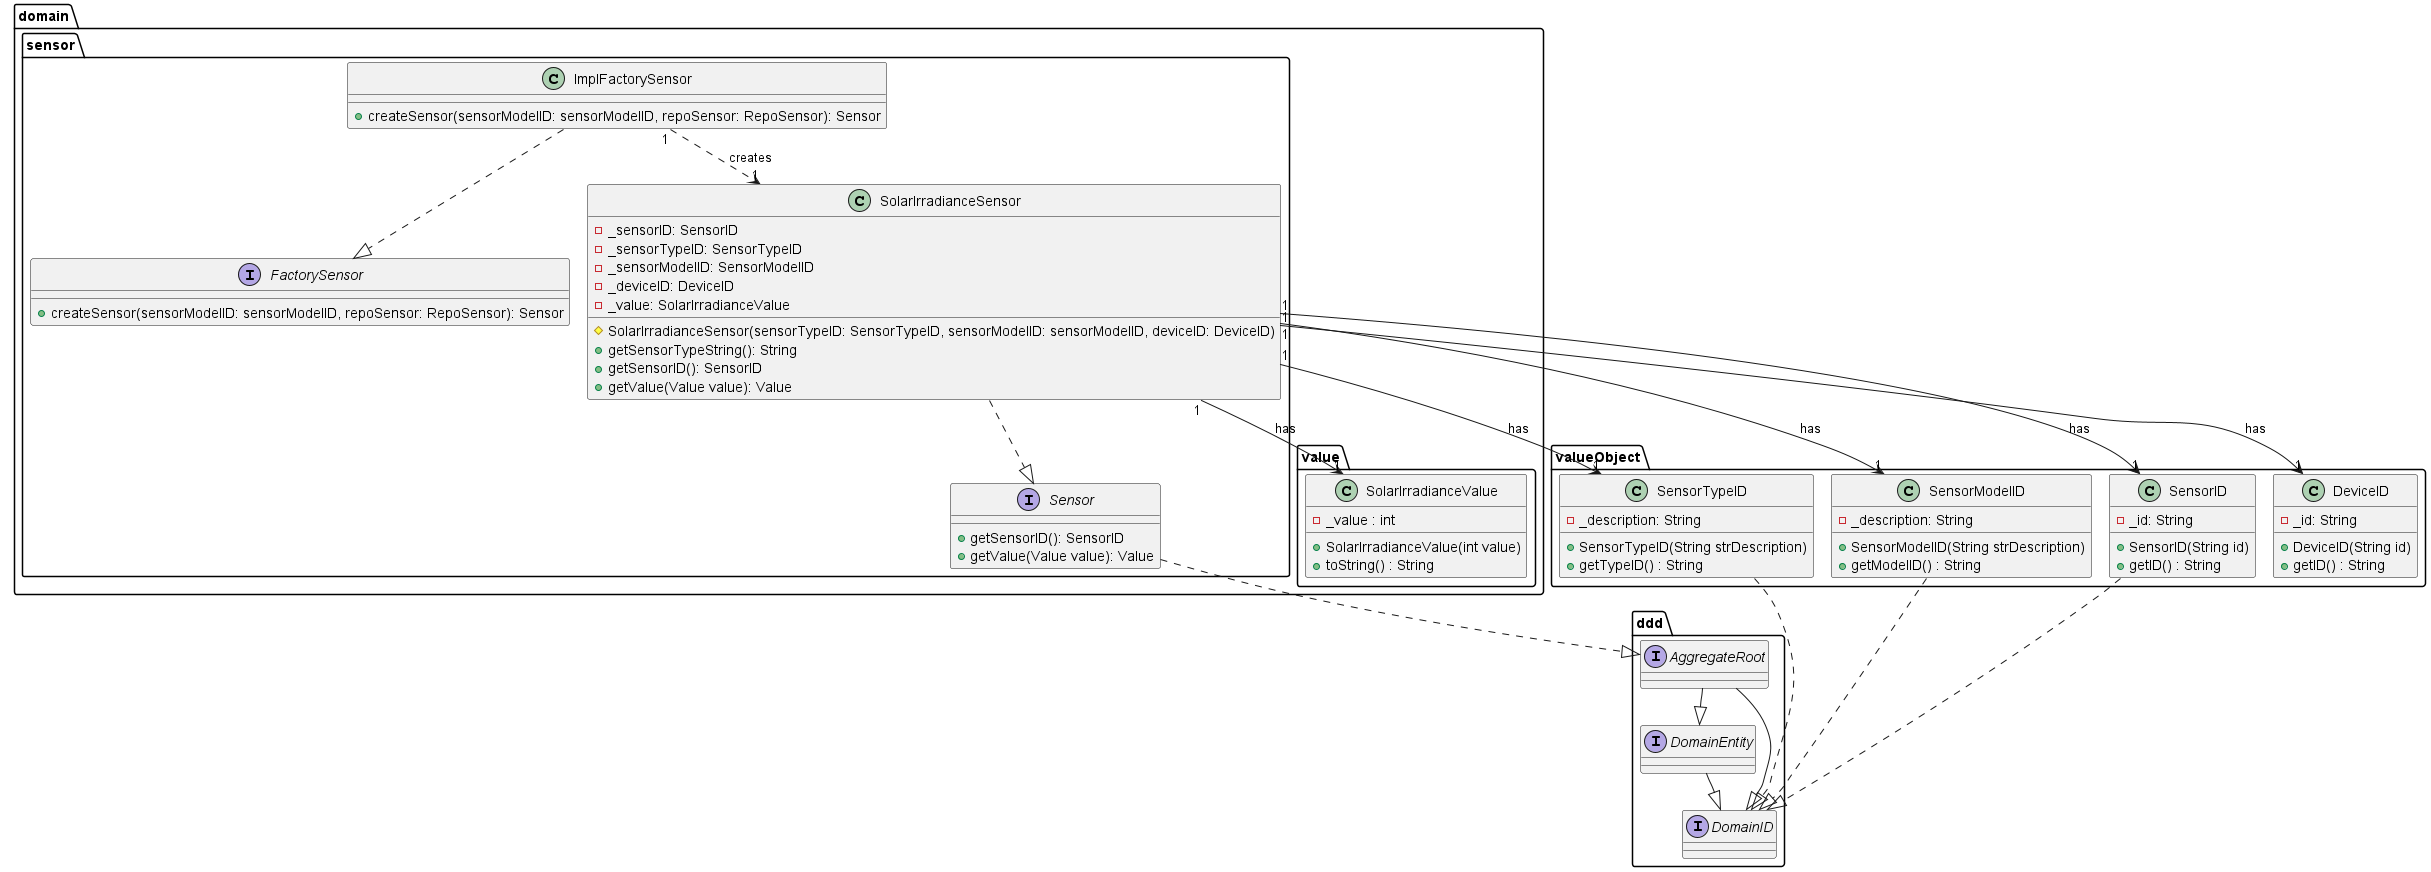 domain
sensor
ImplFactorySensor
createSensor(sensorModelID: sensorModelID, repoSensor: RepoSensor): Sensor
1
creates
1
SolarIrradianceSensor
_sensorID: SensorID
_sensorTypeID: SensorTypeID
_sensorModelID: SensorModelID
_deviceID: DeviceID
_value: SolarIrradianceValue
SolarIrradianceSensor(sensorTypeID: SensorTypeID, sensorModelID: sensorModelID, deviceID: DeviceID)
getSensorTypeString(): String
getSensorID(): SensorID
getValue(Value value): Value
FactorySensor
createSensor(sensorModelID: sensorModelID, repoSensor: RepoSensor): Sensor
1
1
1
1
1
has
has
has
has
has
Sensor
getSensorID(): SensorID
getValue(Value value): Value
value
1
SolarIrradianceValue
_value : int
SolarIrradianceValue(int value)
toString() : String
valueObject
1
SensorTypeID
_description: String
SensorTypeID(String strDescription)
getTypeID() : String
1
SensorModelID
_description: String
SensorModelID(String strDescription)
getModelID() : String
1
SensorID
_id: String
SensorID(String id)
getID() : String
1
DeviceID
_id: String
DeviceID(String id)
getID() : String
ddd
AggregateRoot
DomainEntity
DomainID